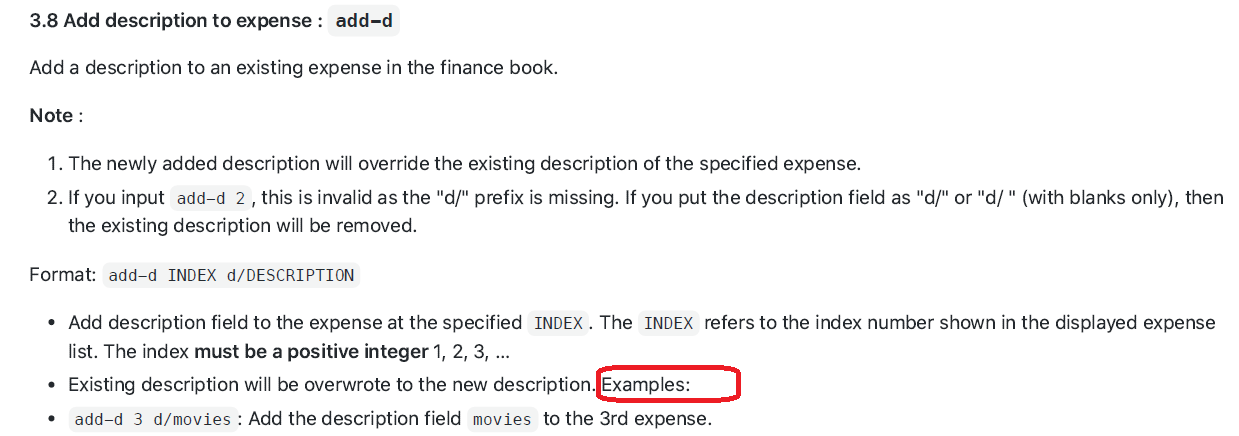 3.8 Add description to expense : add-d
Add a description to an existing expense in the finance book.
Note :
1. The newly added description will override the existing description of the specified expense.
2. If you input add-d 2 , this is invalid as the "d/" prefix is missing. If you put the description field as "d/" or "d/ " (with blanks only), then
the existing description will be removed.
Format: add-d INDEX d/DESCRIPTION
• Add description field to the expense at the specified INDEX . The INDEX refers to the index number shown in the displayed expense
list. The index must be a positive integer 1, 2, 3, …
• Existing description will be overwrote to the new description. Examples:
• add-d 3 d/movies : Add the description field movies to the 3rd expense.